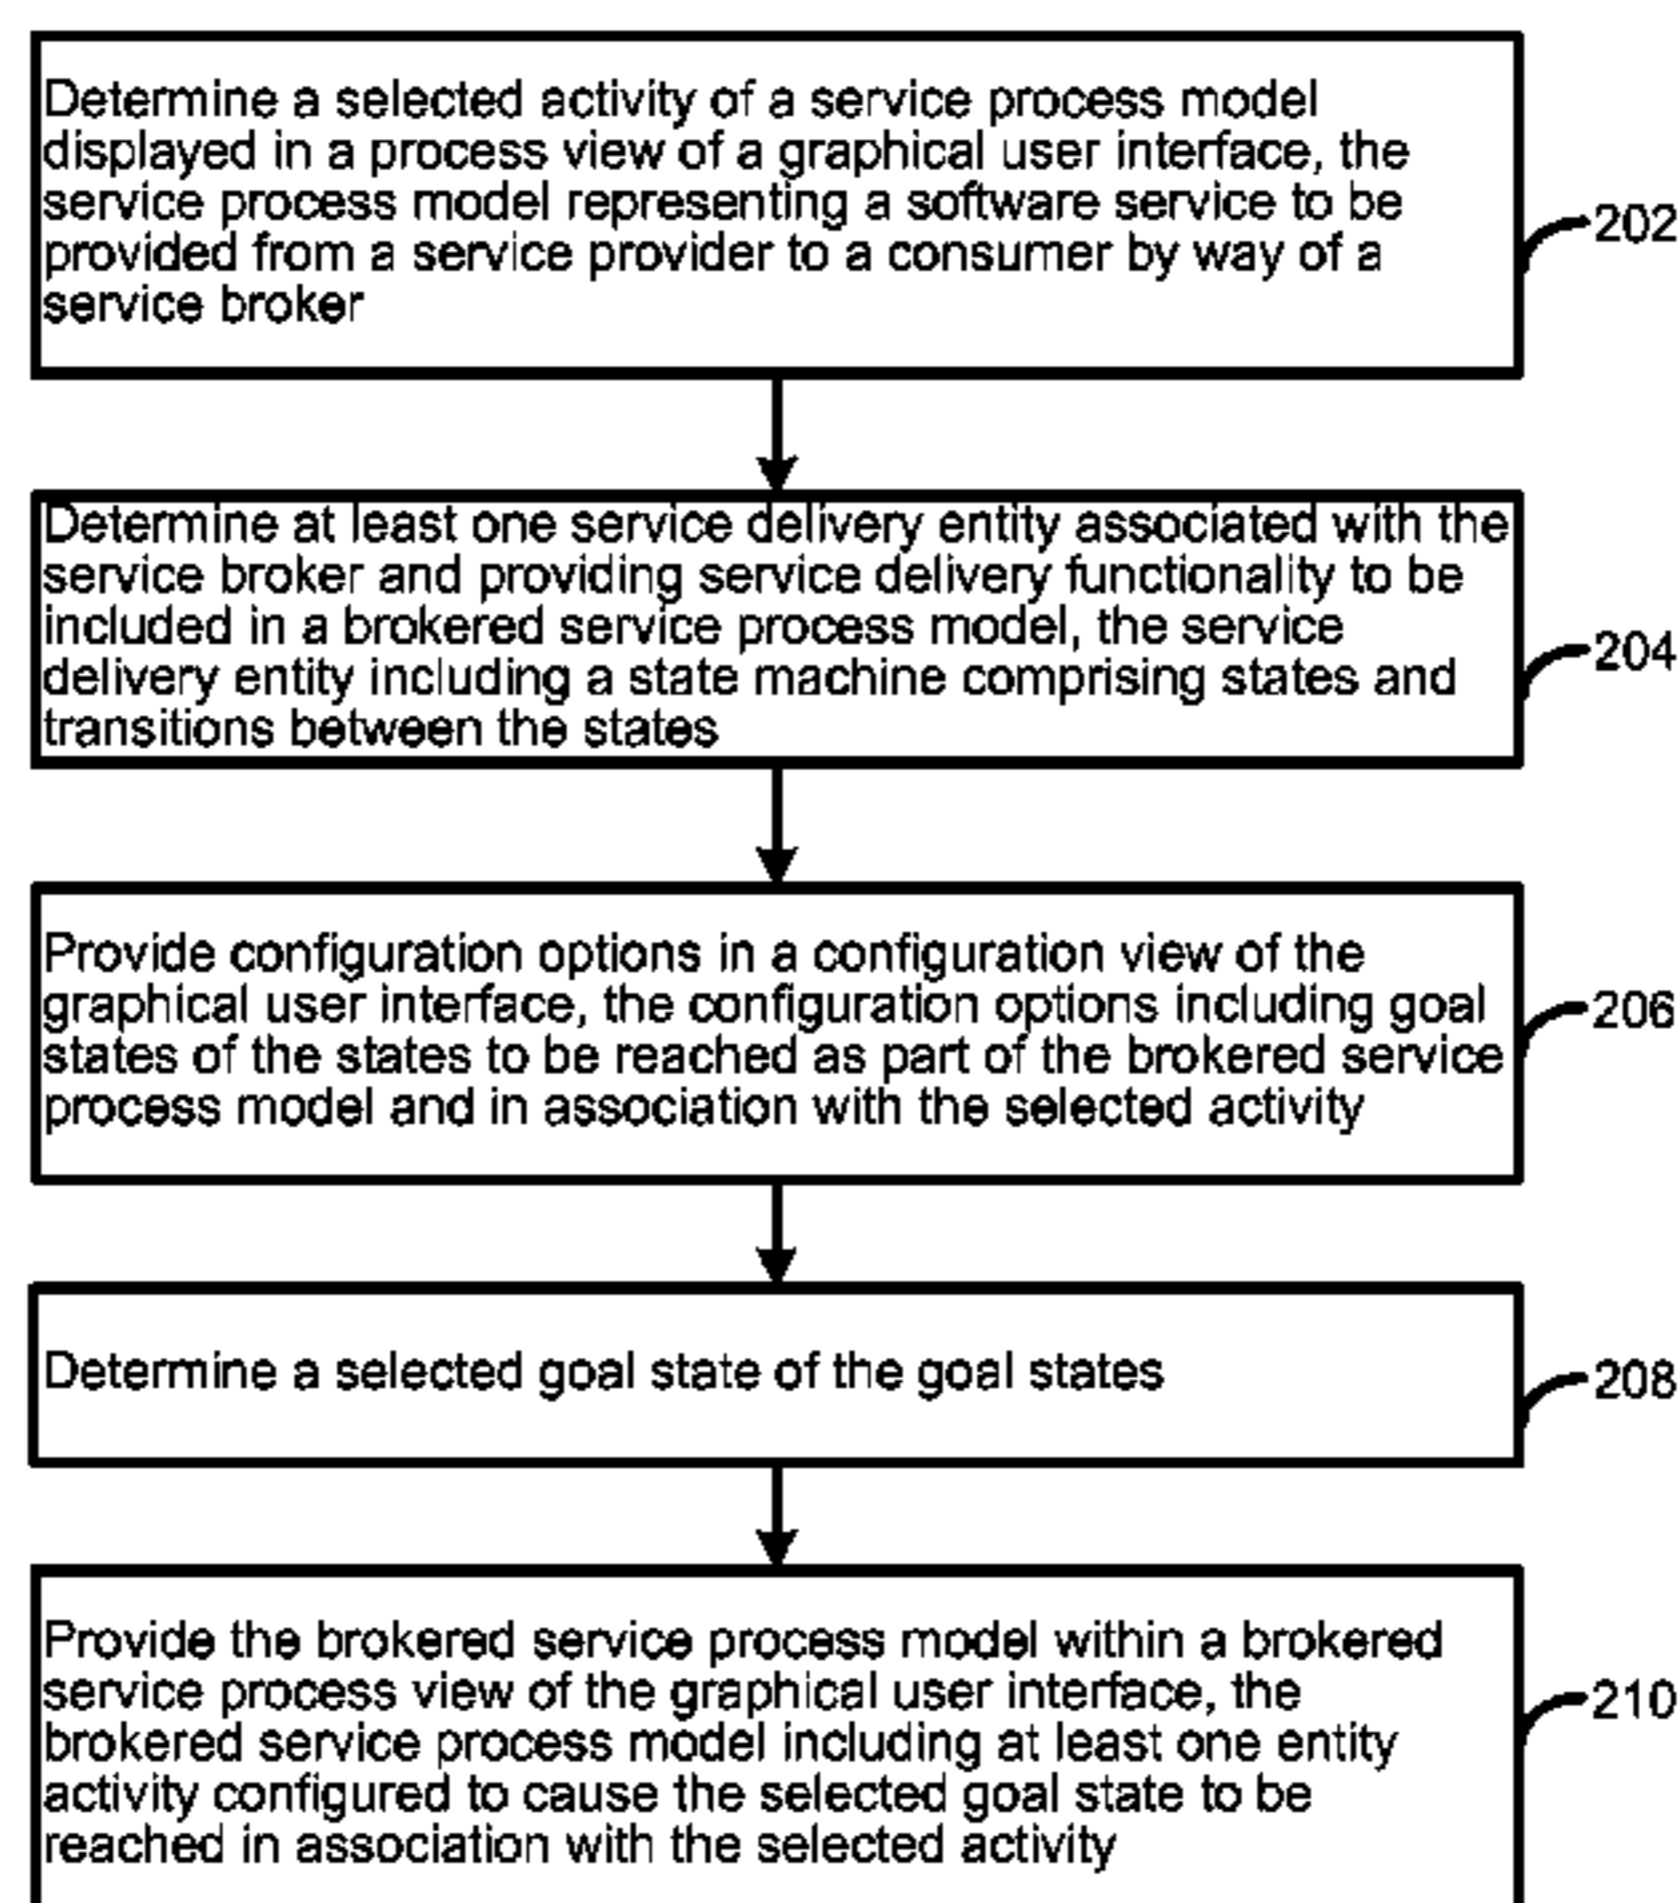 Determine a selected activity of a service process model
displayed in a process view of a graphical user interface, the
service process model representing a software service to be
provided from a service provider to a consumer by way of a
service broker
202
Determine at least one service delivery entity associated with the
service broker and providing service delivery functionality to be
included in a brokered service process model, the service
delivery entity including a state machine comprising states and
transitions between the states
204
Provide configuration options in a configuration view of the
graphical user interface, the configuration options including goal
states of the states to be reached as part of the brokered service
process model and in association with the selected activity
206
Determine a selected goal state of the goal states
208
Provide the brokered service process model within a brokered
service process view of the graphical user interface, the
brokered service process model including at least one entity
activity configured to cause the selected goal state to be
reached in association with the selected activity
210